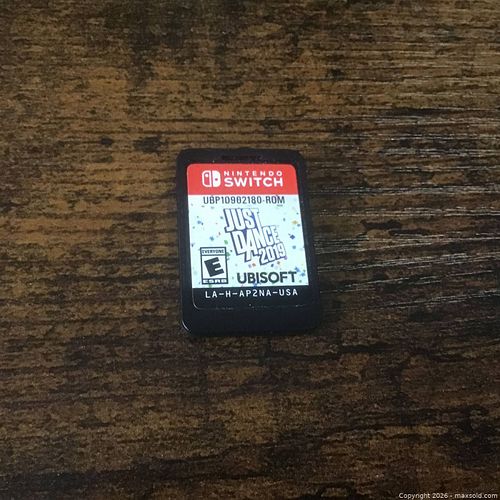 NINTENDO
SWITCH
UBP10902180-ROM
JUST
DANCE
2019
EVERYONE
E
ESRB
UBISOFT
LA-H-AP2NA-USA
Copyright 2026 - maxsold.com